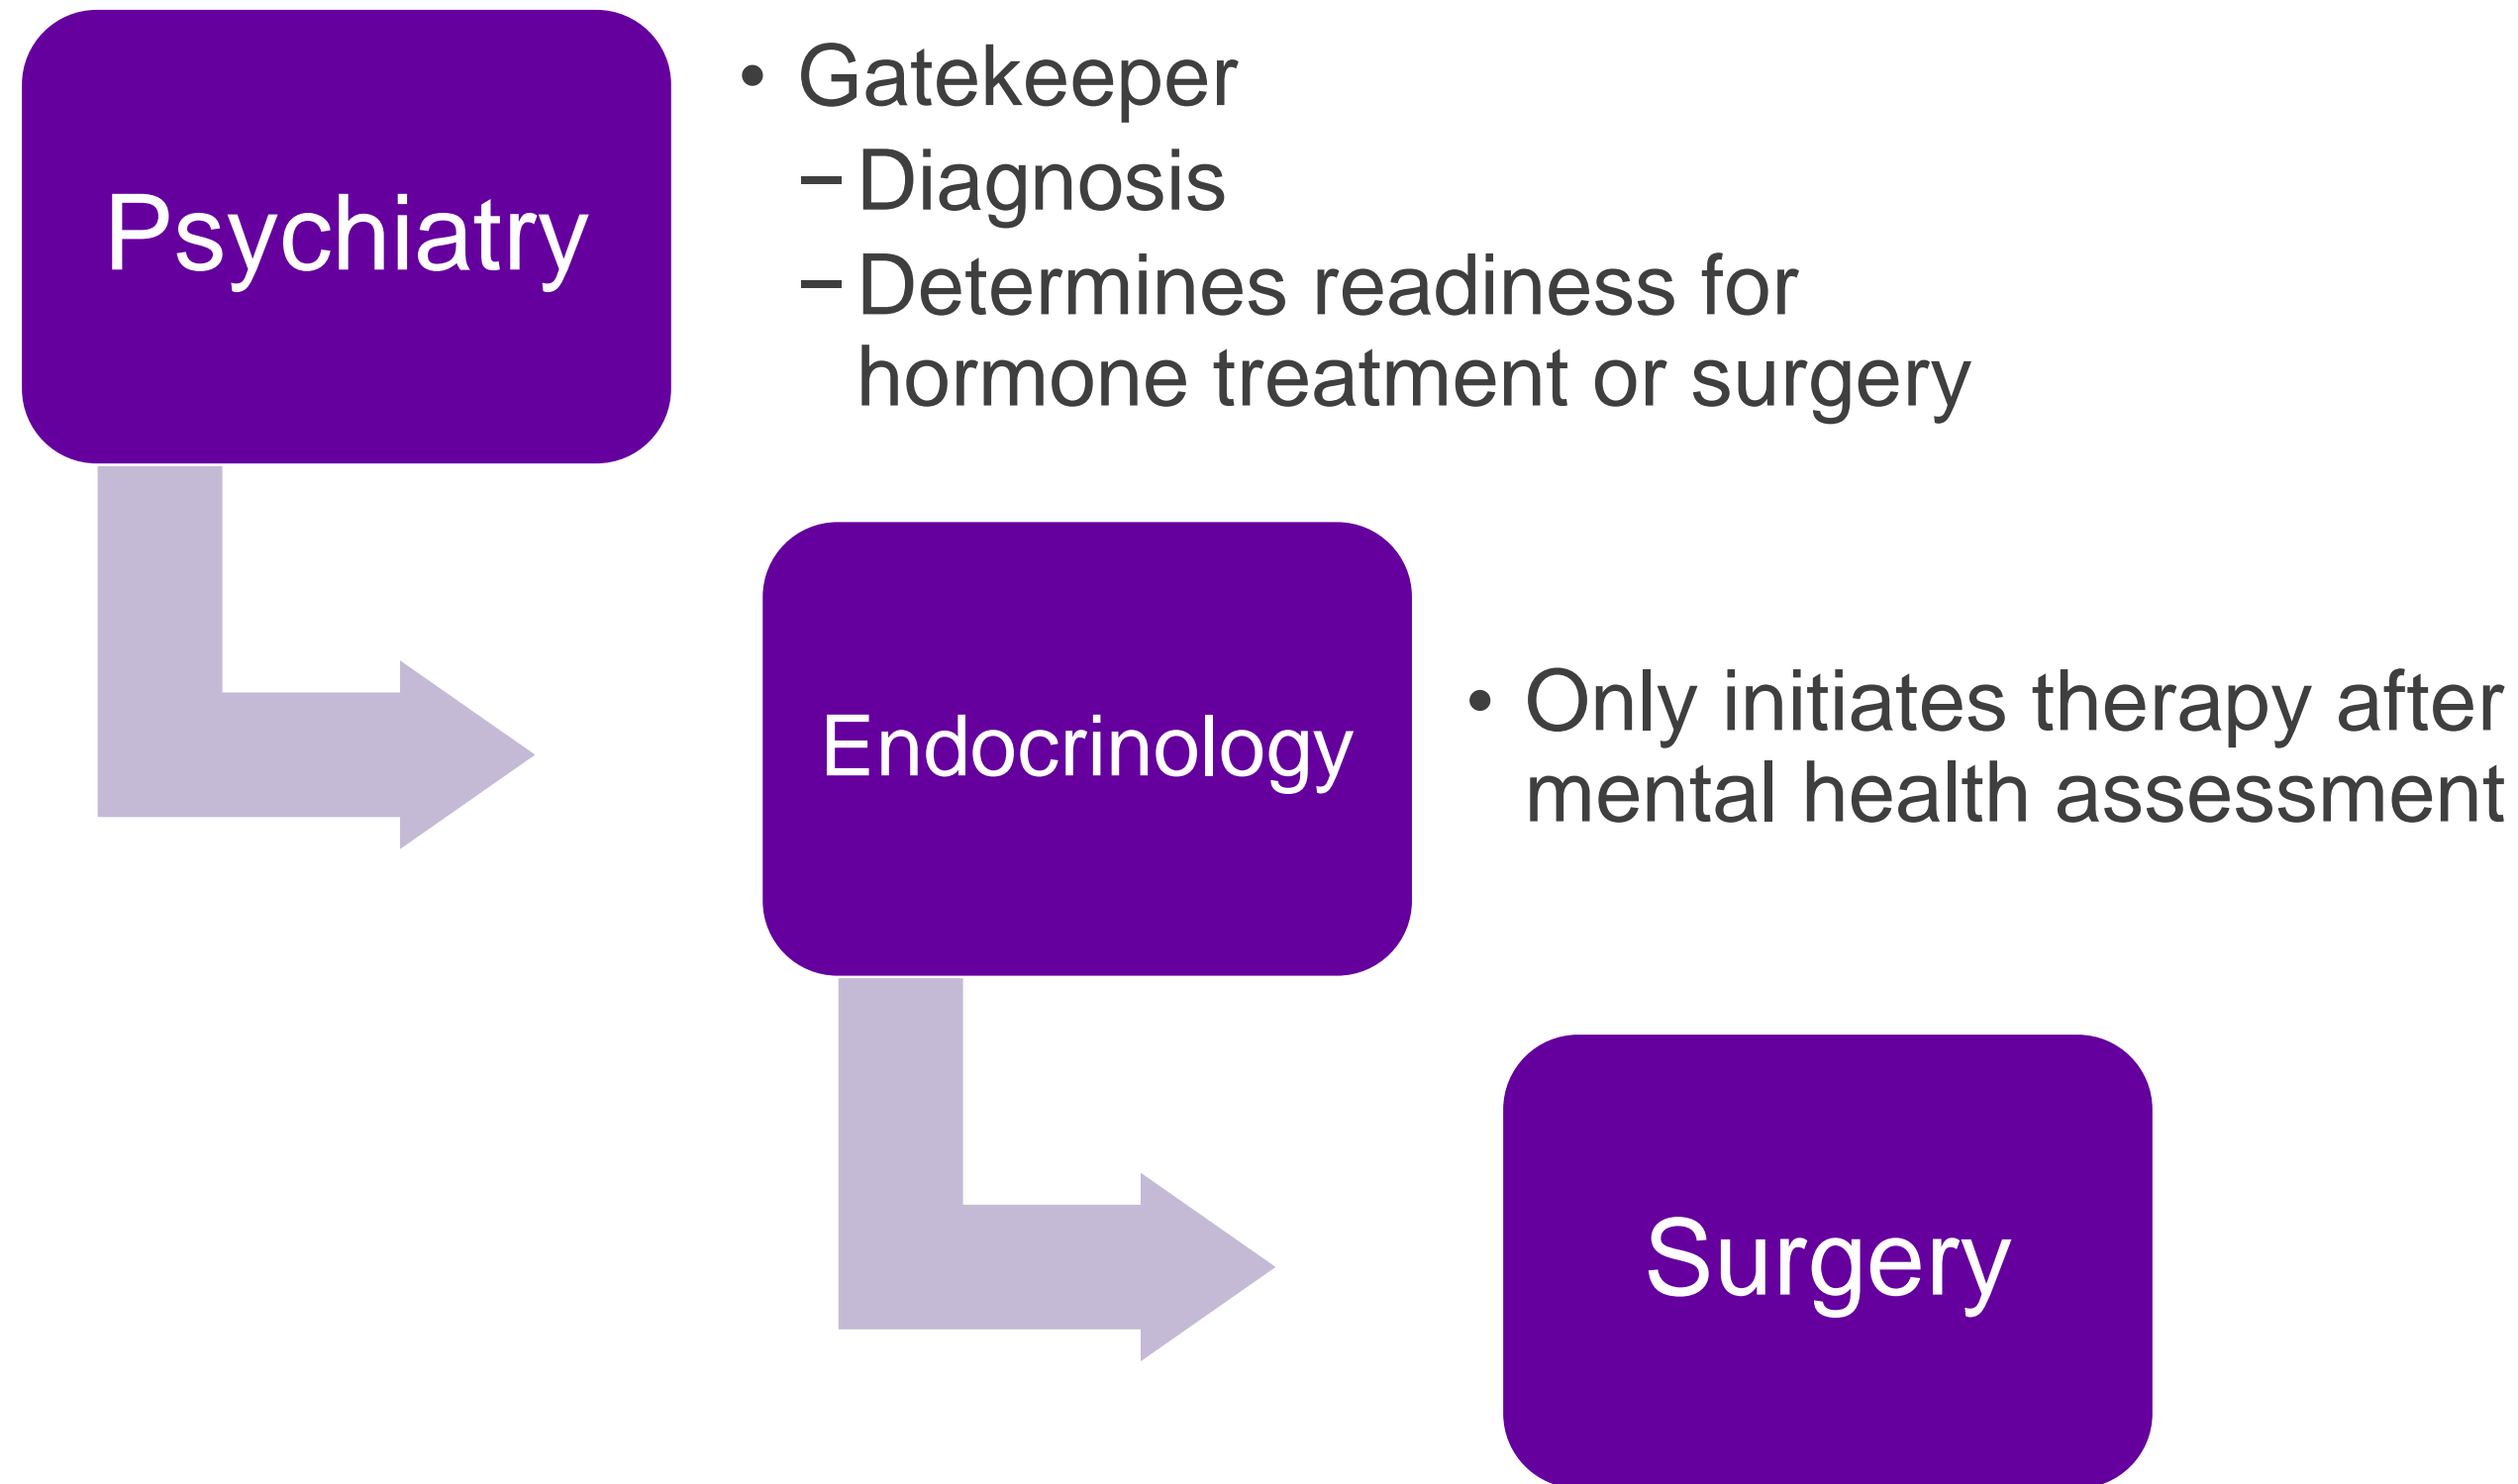 Psychiatry
• Gatekeeper
– Diagnosis
– Determines readiness for
hormone treatment or surgery
Endocrinology
• Only initiates therapy after
mental health assessment
Surgery